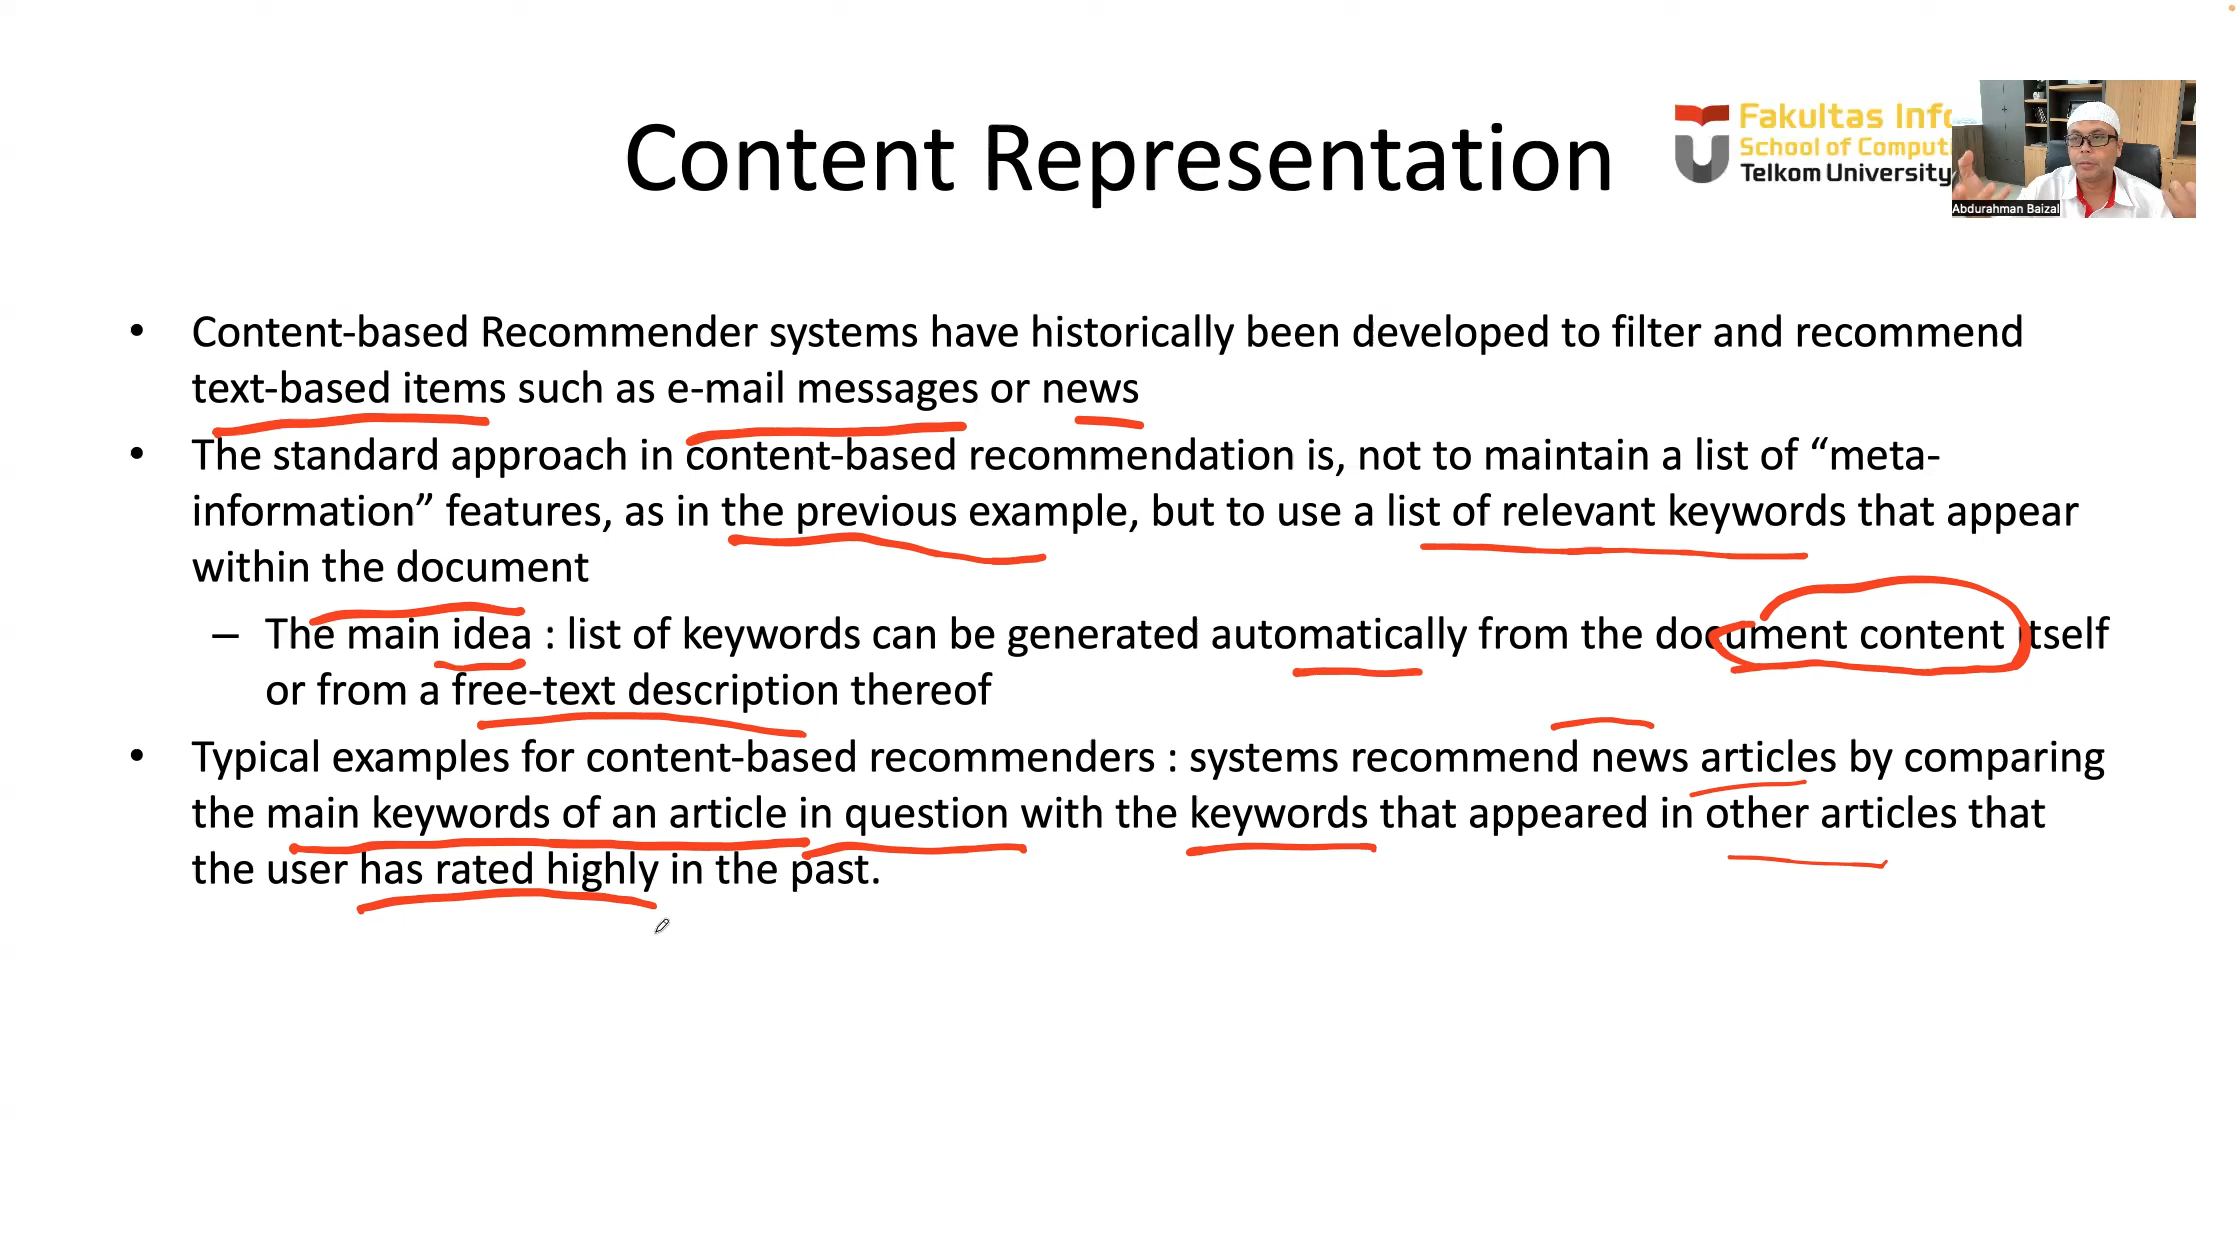 Content Representation
Fakultas Info
School of Computi
Telkom University
Abdurahman Baizal
• Content-based Recommender systems have historically been developed to filter and recommend
text-based items such as e-mail messages or news
• The standard approach in content-based recommendation is, not to maintain a list of “meta-
information” features, as in the previous example, but to use a list of relevant keywords that appear
within the document
– The main idea : list of keywords can be generated automatically from the document content itself
or from a free-text description thereof
• Typical examples for content-based recommenders : systems recommend news articles by comparing
the main keywords of an article in question with the keywords that appeared in other articles that
the user has rated highly in the past.